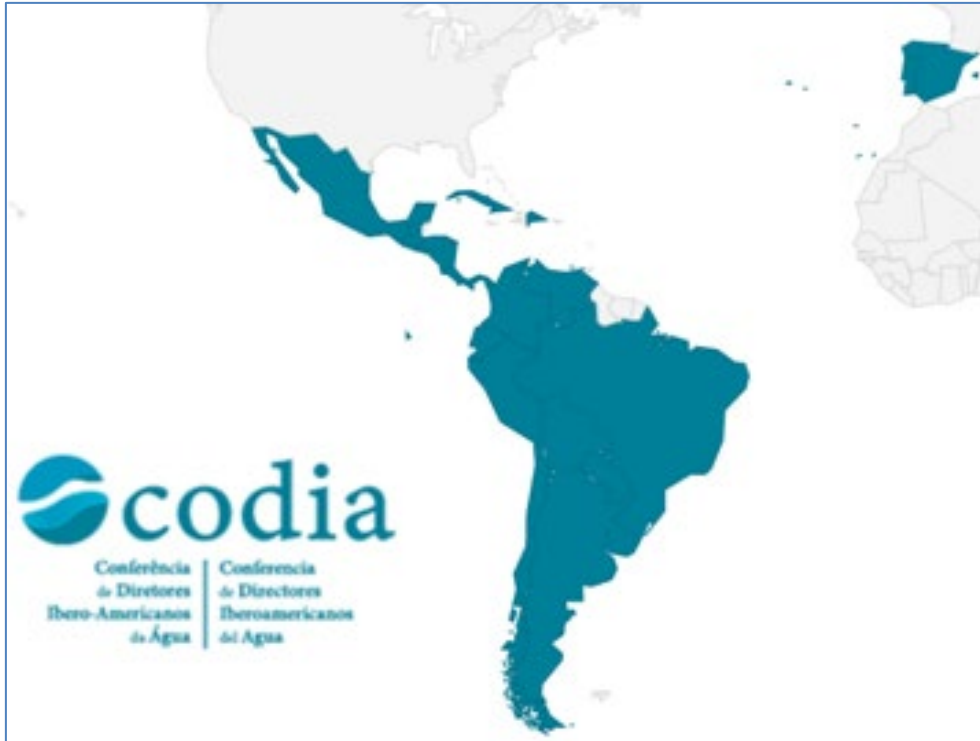 codia
Conferência
de Diretores
Ibero-Americanos
da Água
Conferencia
de Directores
Iberoamericanos
del Agua